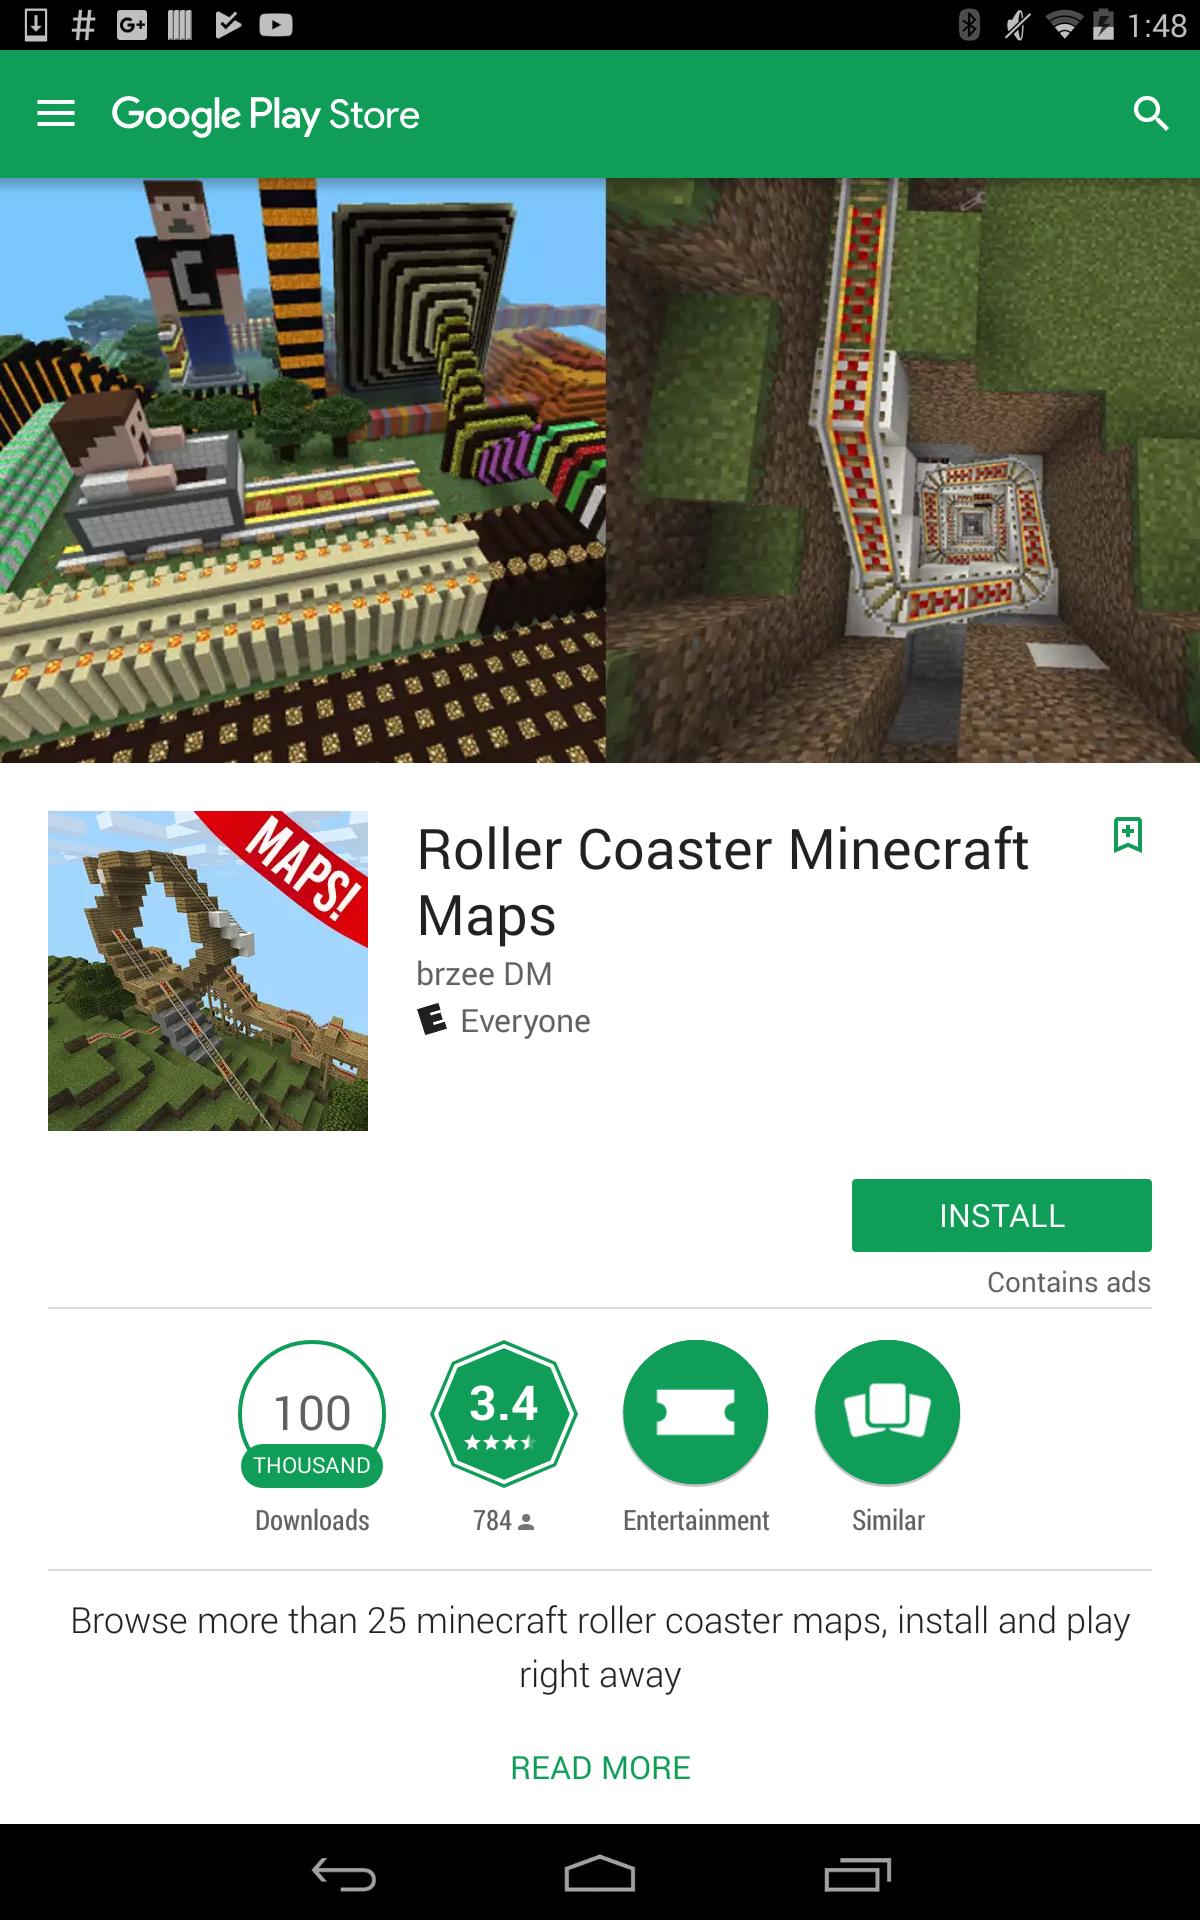 1:48
Google Play Store
MAPS!
Roller Coaster Minecraft
Maps
brzee DM
E Everyone
INSTALL
Contains ads
100
THOUSAND
Downloads
3.4
784
Entertainment
Similar
Browse more than 25 minecraft roller coaster maps, install and play
right away
READ MORE